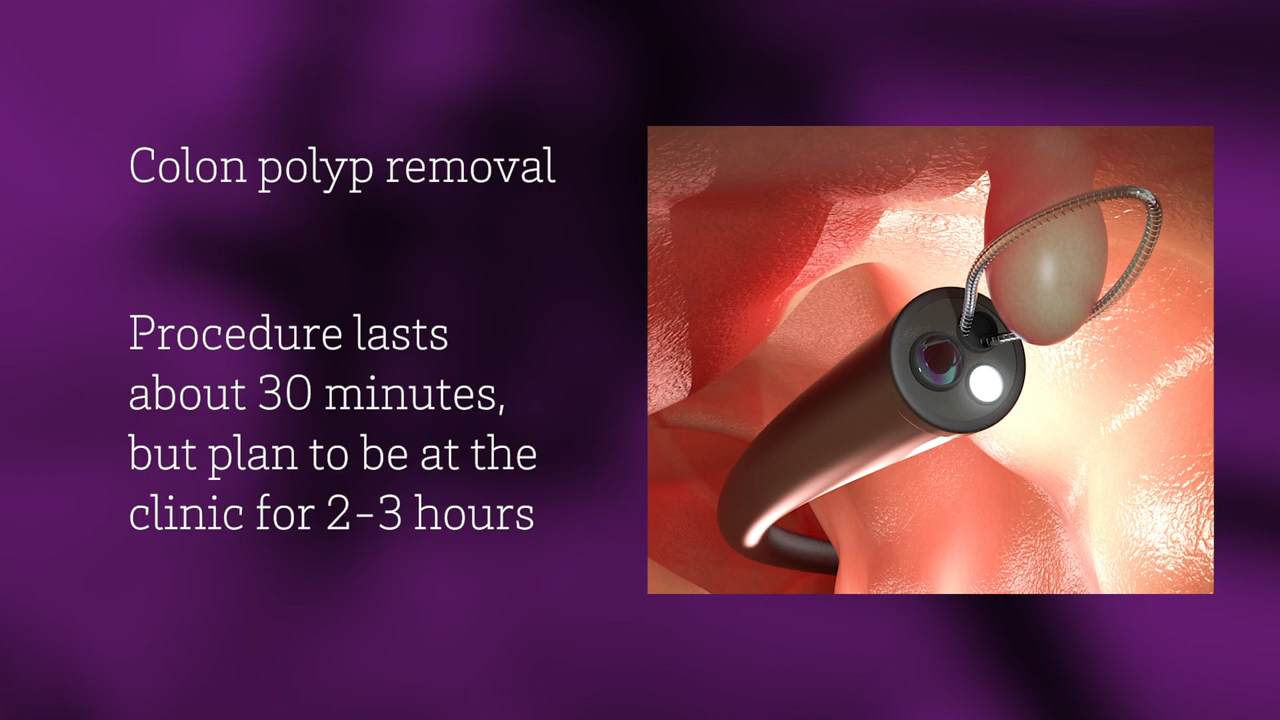 Colon polyp removal
Procedure lasts
about 30 minutes,
but plan to be at the
clinic for 2-3 hours